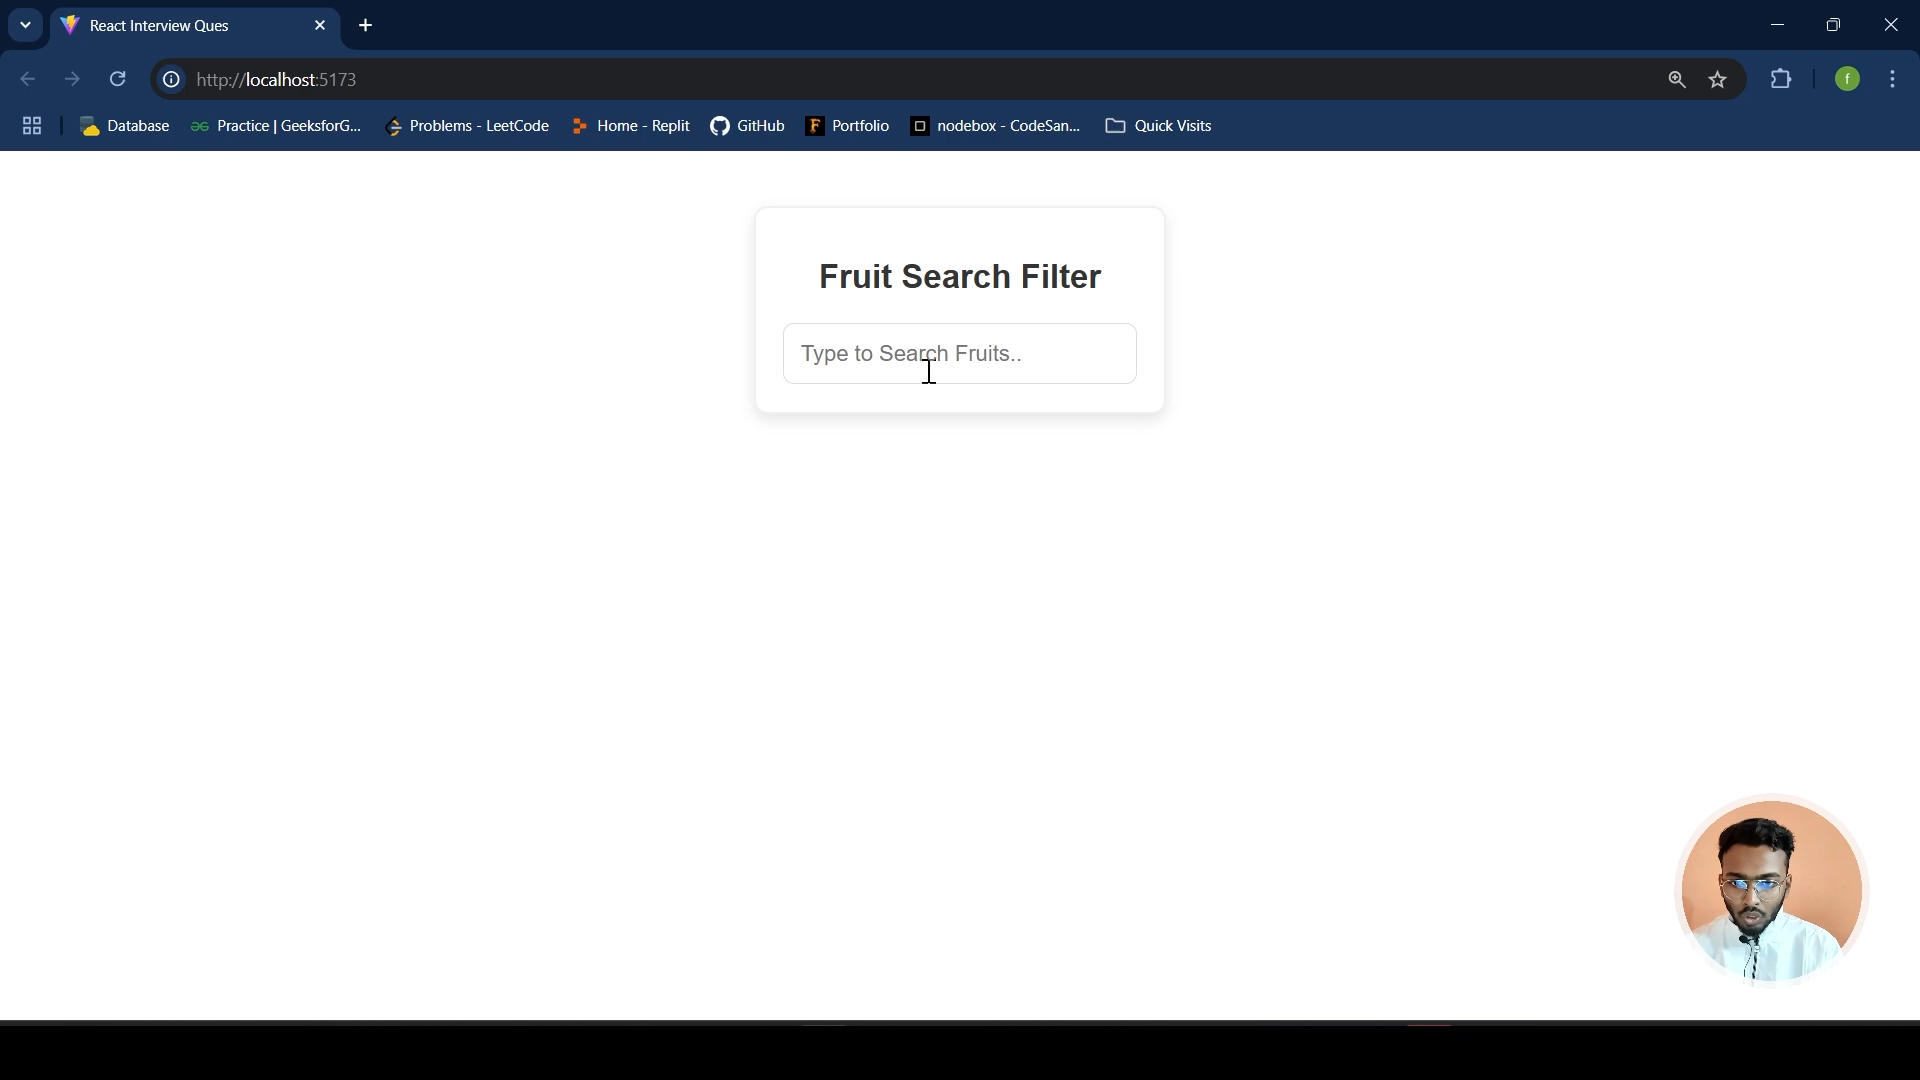 React Interview Ques
http://localhost:5173
f
Database
Practice | GeeksforG...
Problems - LeetCode
Home - Replit
GitHub
F Portfolio
nodebox - CodeSan...
Quick Visits
Fruit Search Filter
Type to Search Fruits..